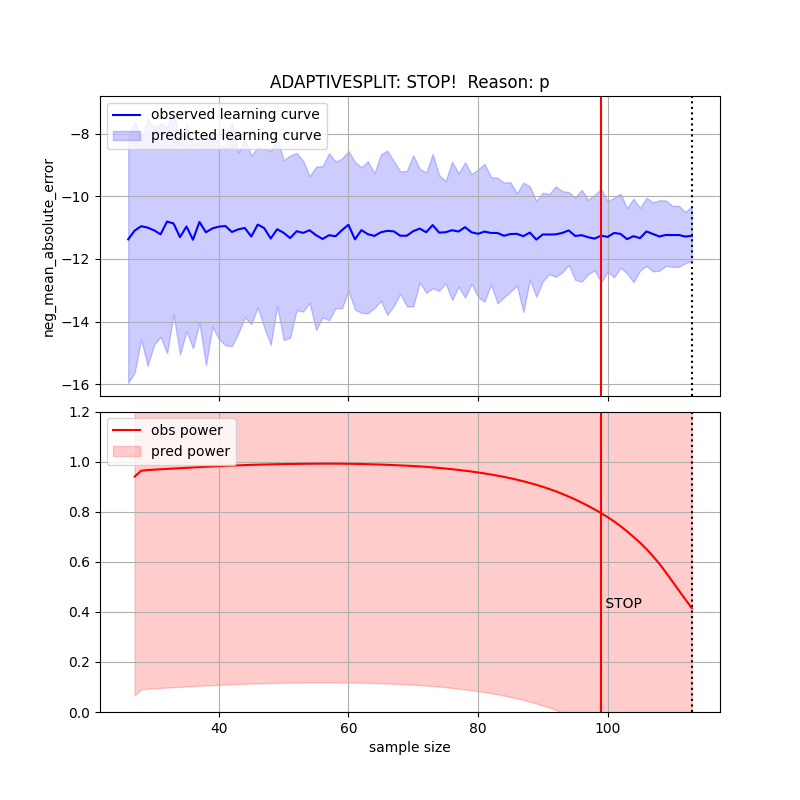 ADAPTIVESPLIT: STOP!  Reason: p
observed learning curve
predicted learning curve
neg_mean_absolute_error
−8
−10
−12
−14
−16
obs power
pred power
1.2
1.0
0.8
0.6
0.4
0.2
0.0
STOP
40
60
80
100
sample size